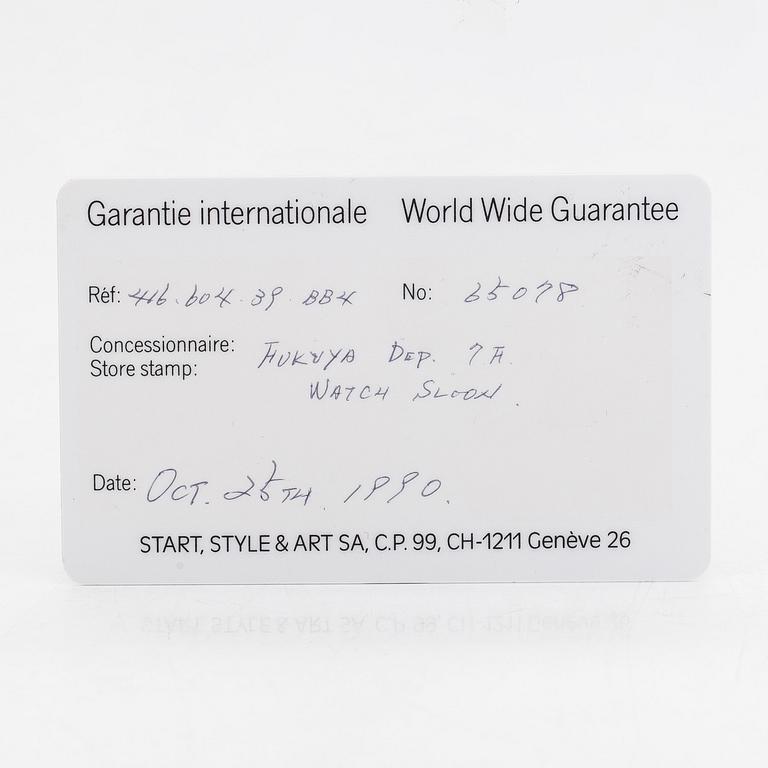 Garantie internationale World Wide Guarantee
Réf: 416.604.39.BB4 No: 65078
Concessionnaire: FUKUYA DEP. 7F.
Store stamp: WATCH SLOON.
Date: OCT. 25TH. 1990.
START, STYLE & ART SA, C.P. 99, CH-1211 Genève 26